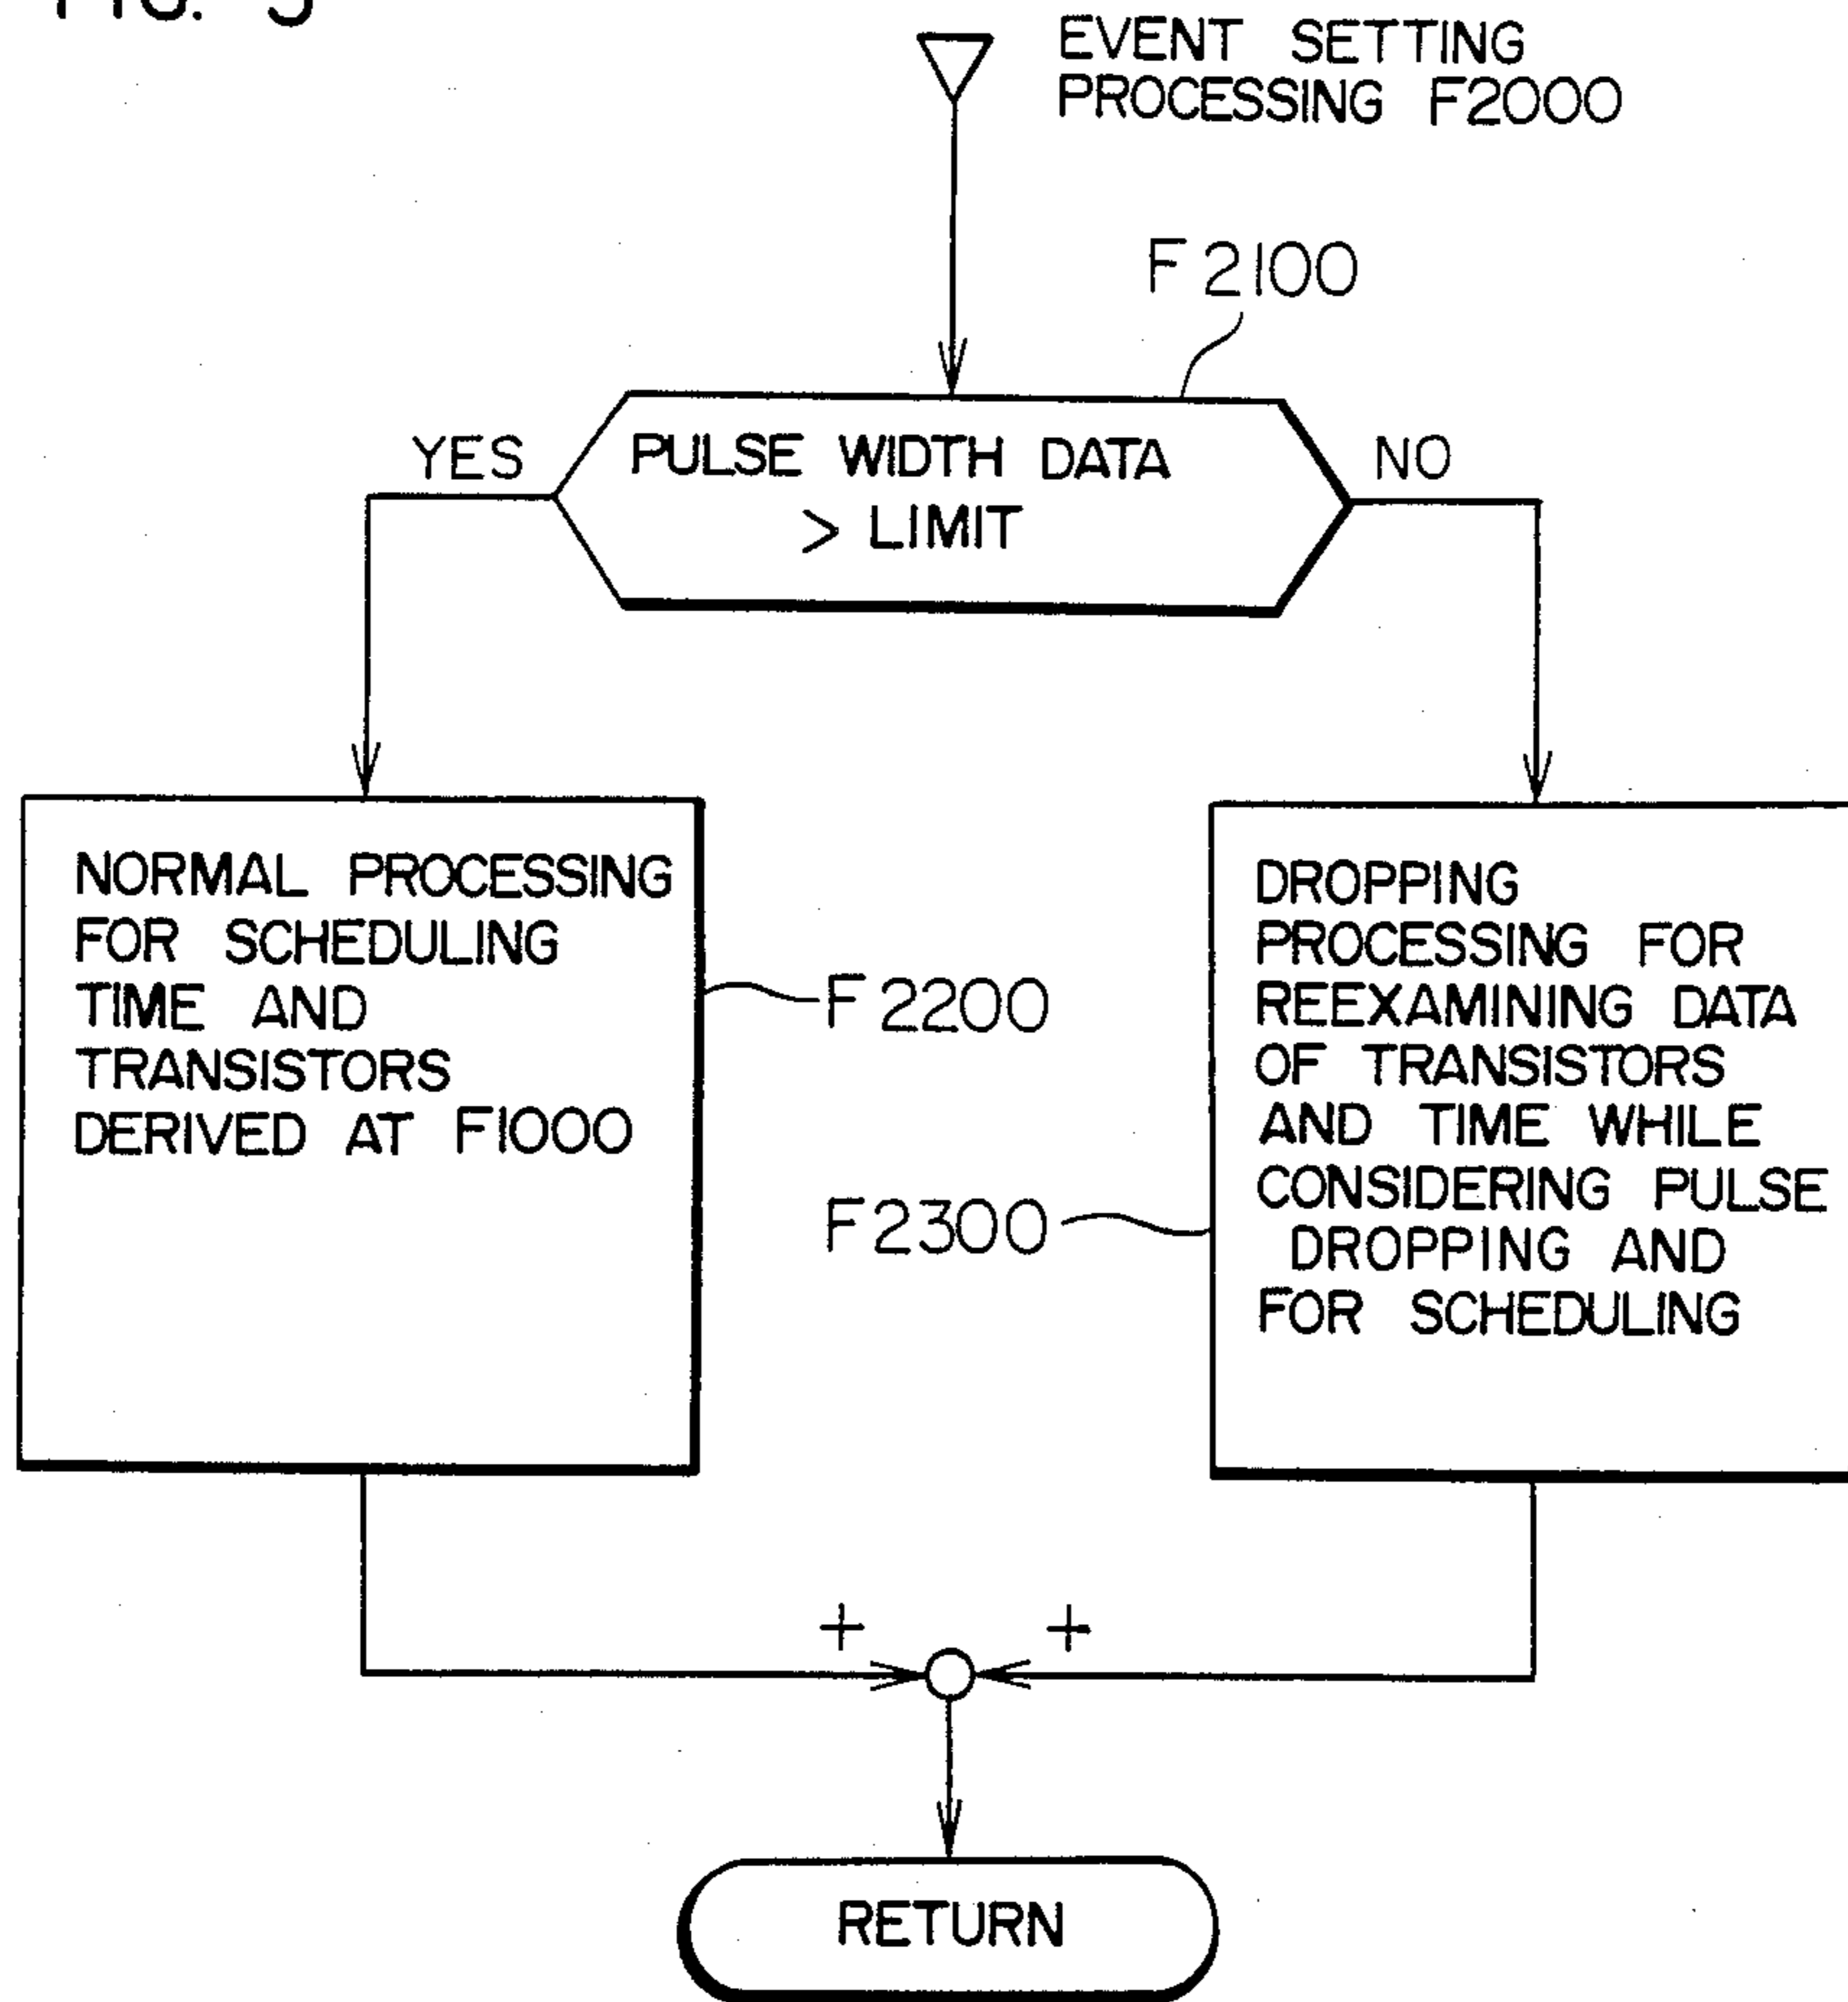 FIG. 5
EVENT SETTING
PROCESSING F2000
F2100
YES
PULSE WIDTH DATA
> LIMIT
NO
NORMAL PROCESSING
FOR SCHEDULING
TIME AND
TRANSISTORS
DERIVED AT F1000
F2200
DROPPING
PROCESSING FOR
REEXAMINING DATA
OF TRANSISTORS
AND TIME WHILE
CONSIDERING PULSE
DROPPING AND
FOR SCHEDULING
F2300
+
+
RETURN